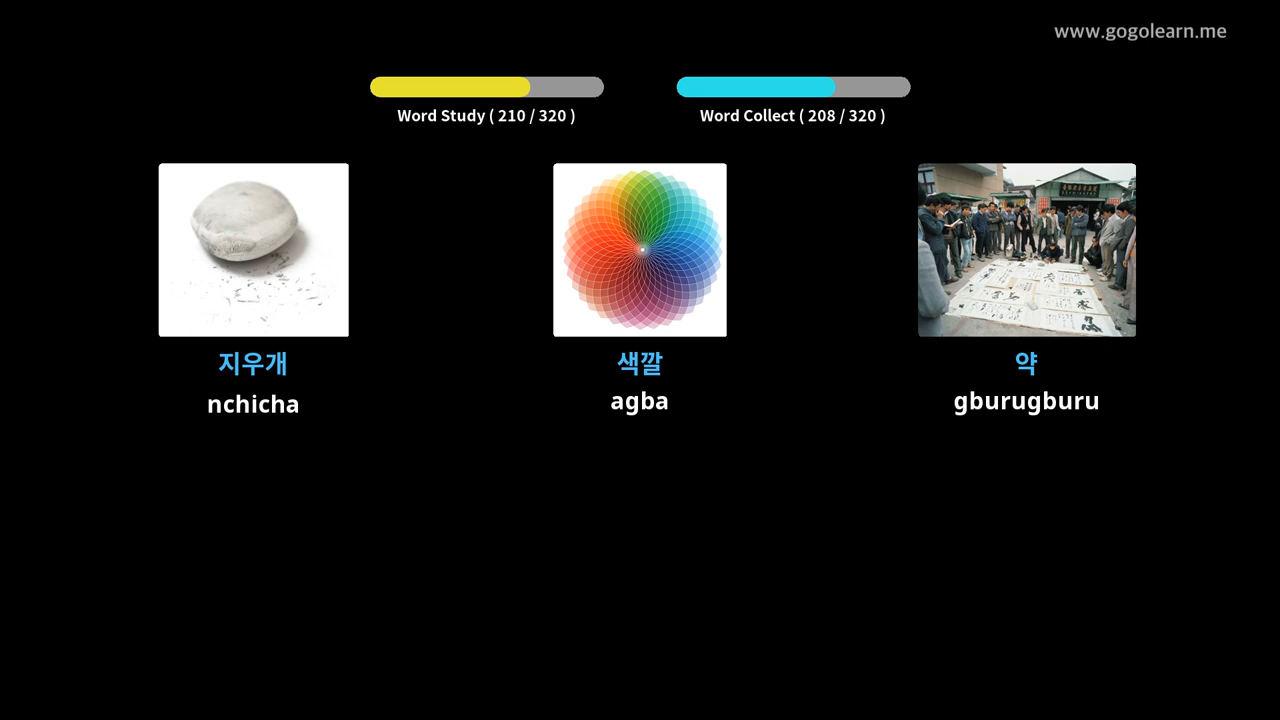 www.gogolearn.me
Word Study ( 210 / 320 )
Word Collect ( 208 / 320 )
지우개
색깔
약
nchicha
agba
gburugburu